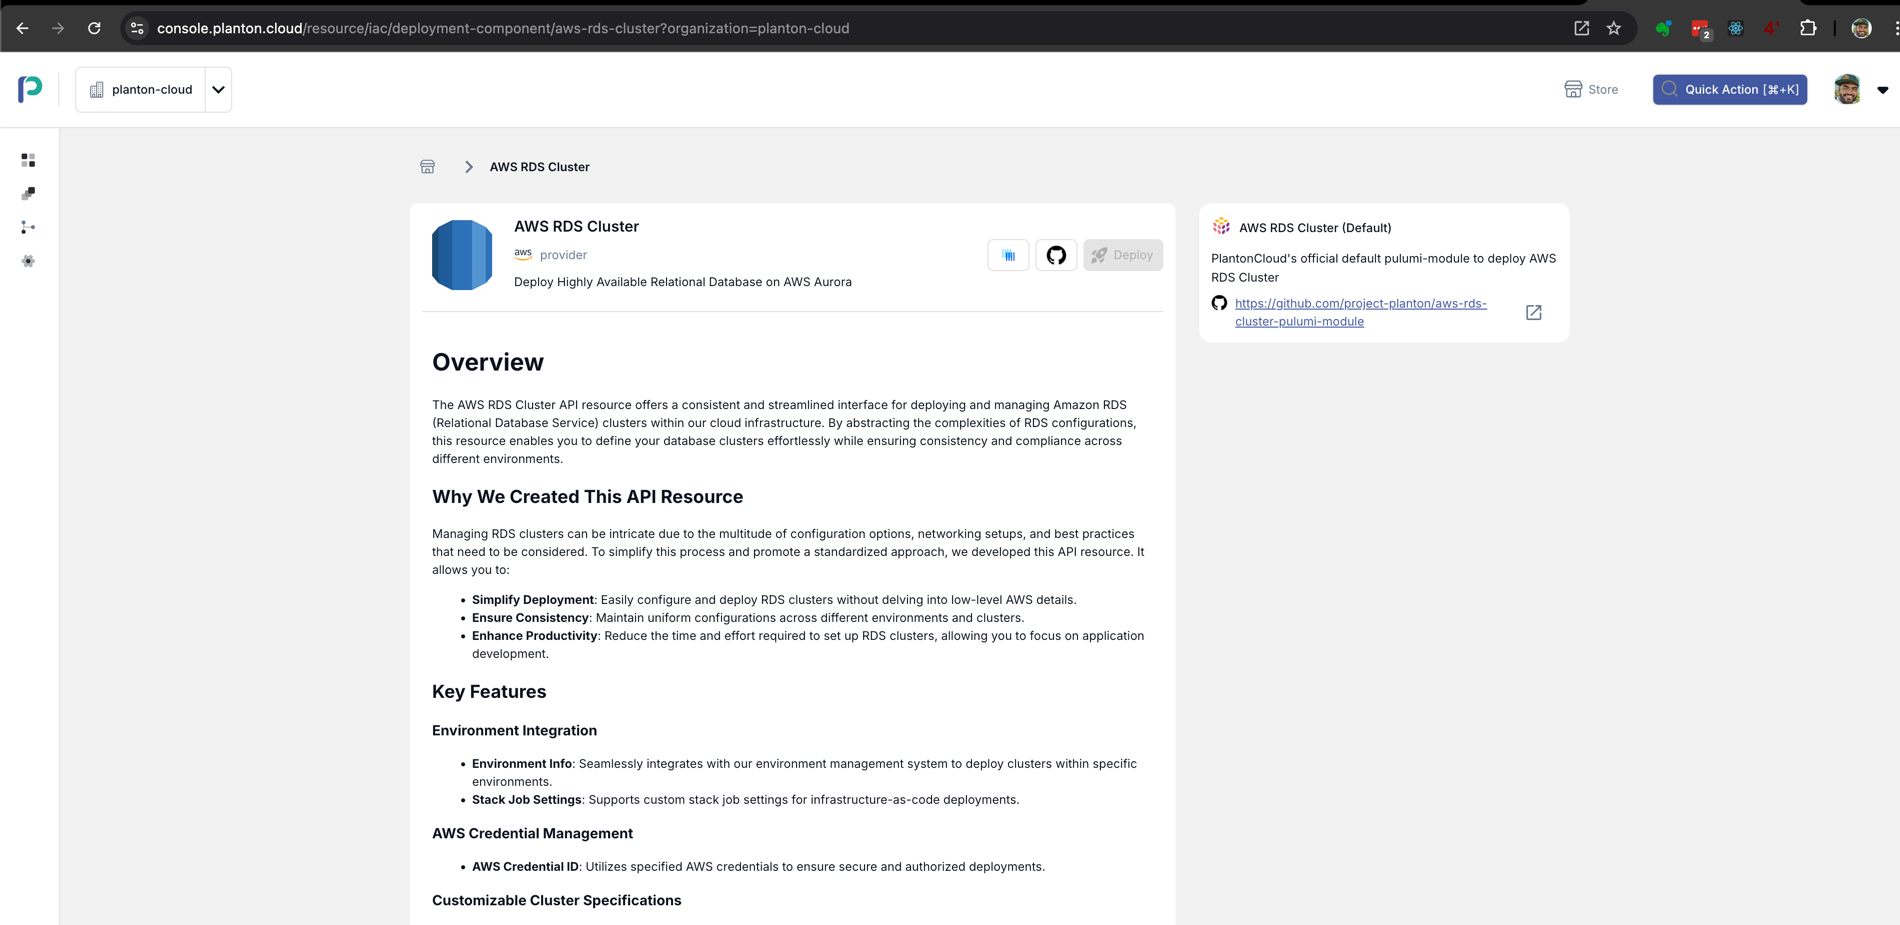 console.planton.cloud/resource/iac/deployment-component/aws-rds-cluster?organization=planton-cloud
2
4
planton-cloud
Store
Quick Action [⌘+K]
AWS RDS Cluster
AWS RDS Cluster
aws provider
Deploy
Deploy Highly Available Relational Database on AWS Aurora
AWS RDS Cluster (Default)
PlantonCloud's official default pulumi-module to deploy AWS
RDS Cluster
https://github.com/project-planton/aws-rds-
cluster-pulumi-module
Overview
The AWS RDS Cluster API resource offers a consistent and streamlined interface for deploying and managing Amazon RDS
(Relational Database Service) clusters within our cloud infrastructure. By abstracting the complexities of RDS configurations,
this resource enables you to define your database clusters effortlessly while ensuring consistency and compliance across
different environments.
Why We Created This API Resource
Managing RDS clusters can be intricate due to the multitude of configuration options, networking setups, and best practices
that need to be considered. To simplify this process and promote a standardized approach, we developed this API resource. It
allows you to:
• Simplify Deployment: Easily configure and deploy RDS clusters without delving into low-level AWS details.
• Ensure Consistency: Maintain uniform configurations across different environments and clusters.
• Enhance Productivity: Reduce the time and effort required to set up RDS clusters, allowing you to focus on application
development.
Key Features
Environment Integration
• Environment Info: Seamlessly integrates with our environment management system to deploy clusters within specific
environments.
• Stack Job Settings: Supports custom stack job settings for infrastructure-as-code deployments.
AWS Credential Management
• AWS Credential ID: Utilizes specified AWS credentials to ensure secure and authorized deployments.
Customizable Cluster Specifications